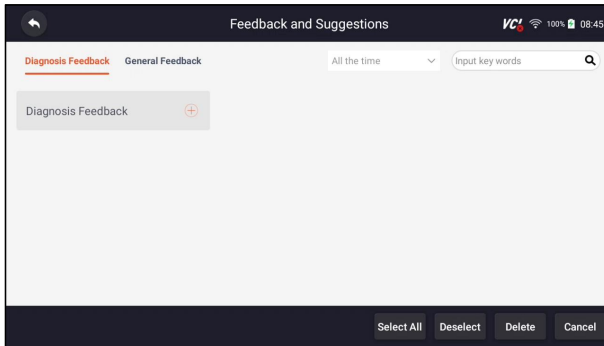 Feedback and Suggestions
VCI 100% 08:45
Diagnosis Feedback General Feedback All the time Input key words
Diagnosis Feedback
Select All Deselect Delete Cancel